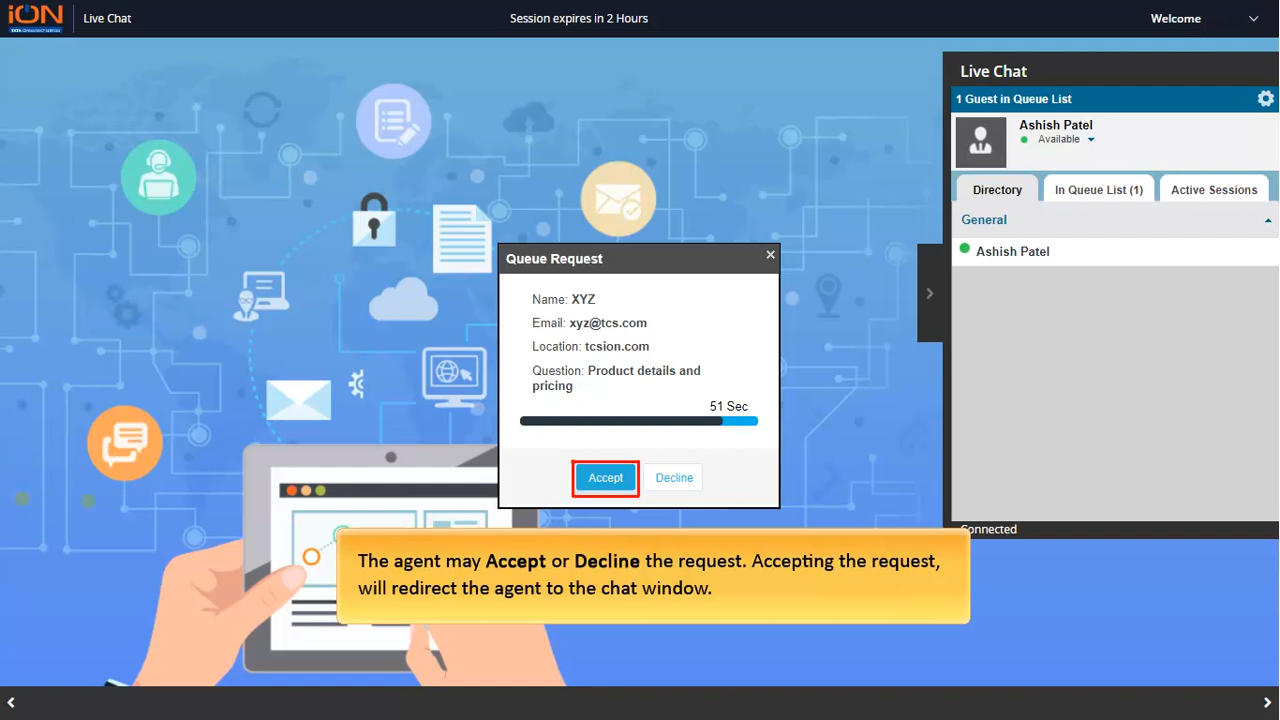 iON
TATA CONSULTANCY SERVICES
Live Chat
Session expires in 2 Hours
Welcome
Live Chat
1 Guest in Queue List
Ashish Patel
Available
Directory
In Queue List (1)
Active Sessions
General
Ashish Patel
Connected
Queue Request
Name: XYZ
Email: xyz@tcs.com
Location: tcsion.com
Question: Product details and
pricing
51 Sec
Accept
Decline
The agent may Accept or Decline the request. Accepting the request,
will redirect the agent to the chat window.